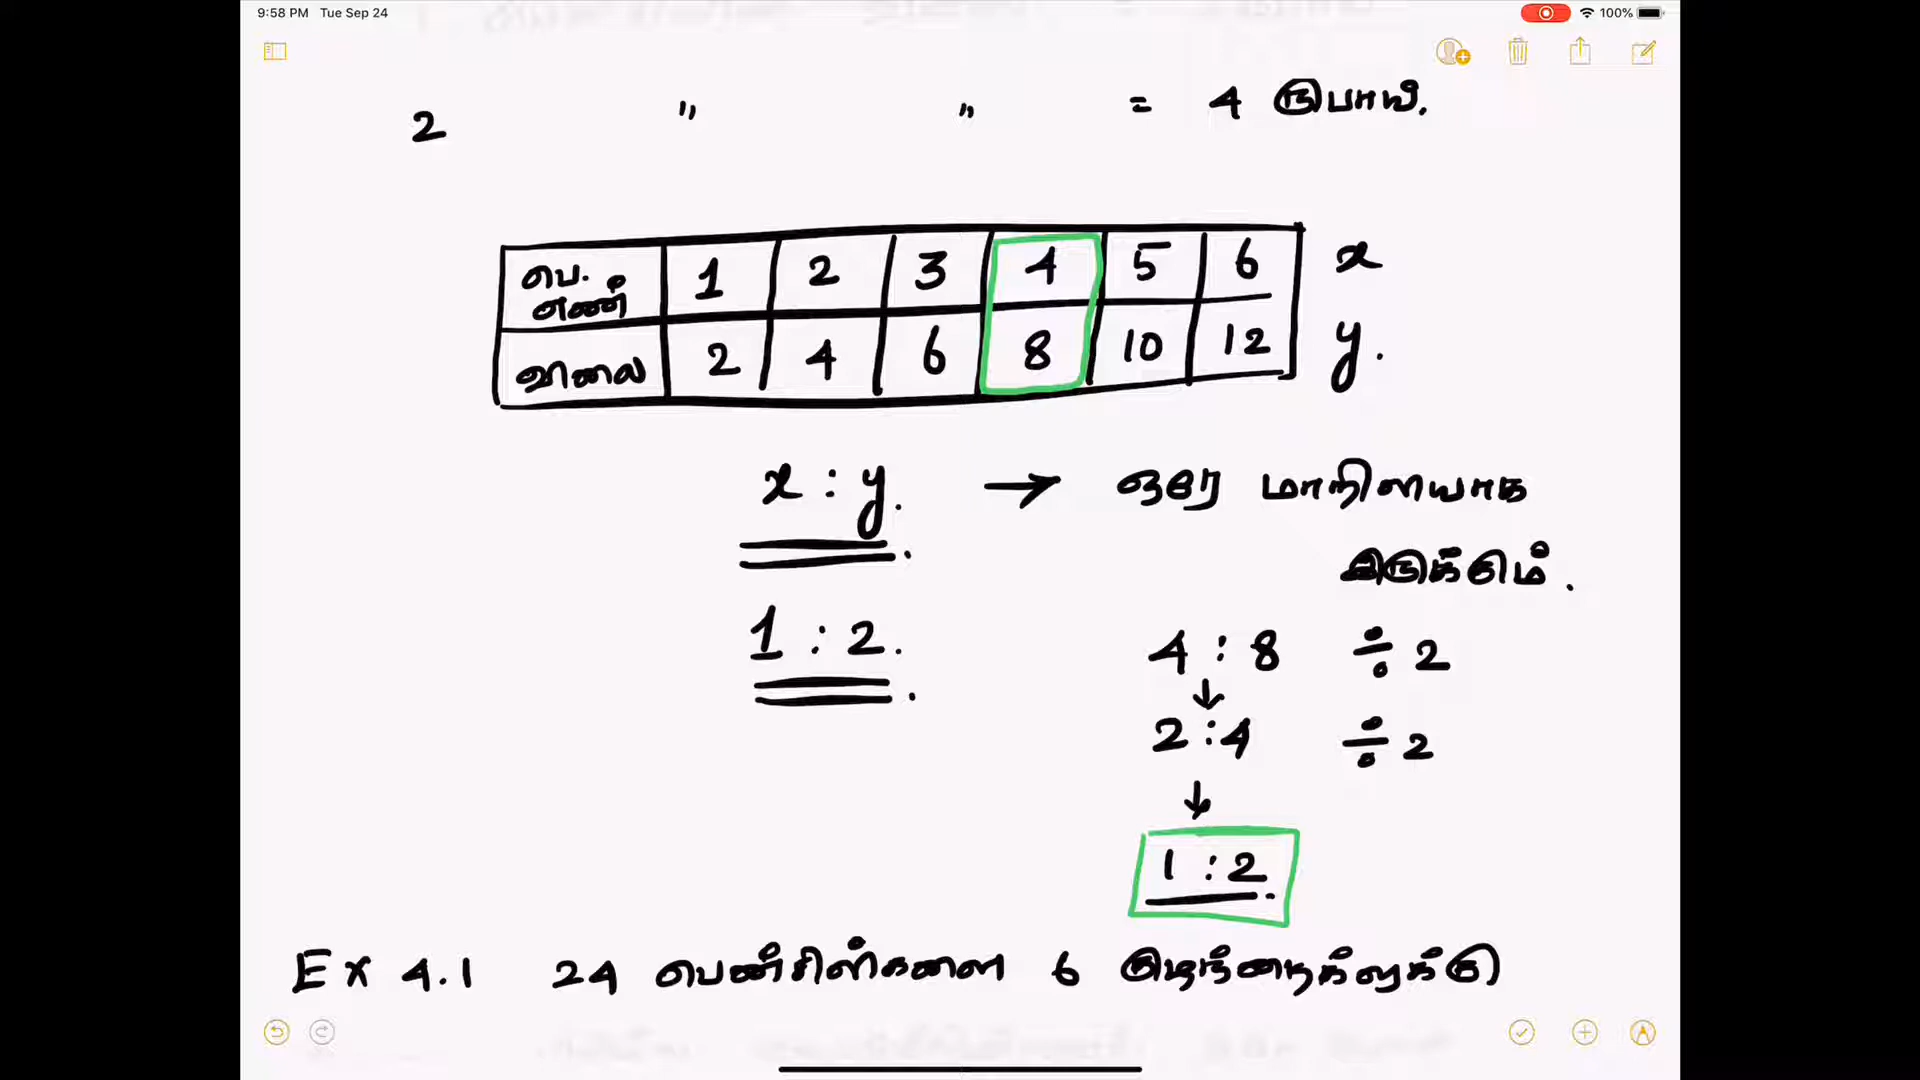 9:58 PM Tue Sep 24 100%
2 " " = 4 ரூபாய்.
பெ. எண் 1 2 3 4 5 6 x
விலை 2 4 6 8 10 12 y.
x : y. → ஒரே மாறிலியாக
இருக்கும்.
1 : 2. 4 : 8 ÷ 2
↓
2 : 4 ÷ 2
↓
1 : 2.
Ex 4.1 24 பென்சில்களை 6 குழந்தைகளுக்கு